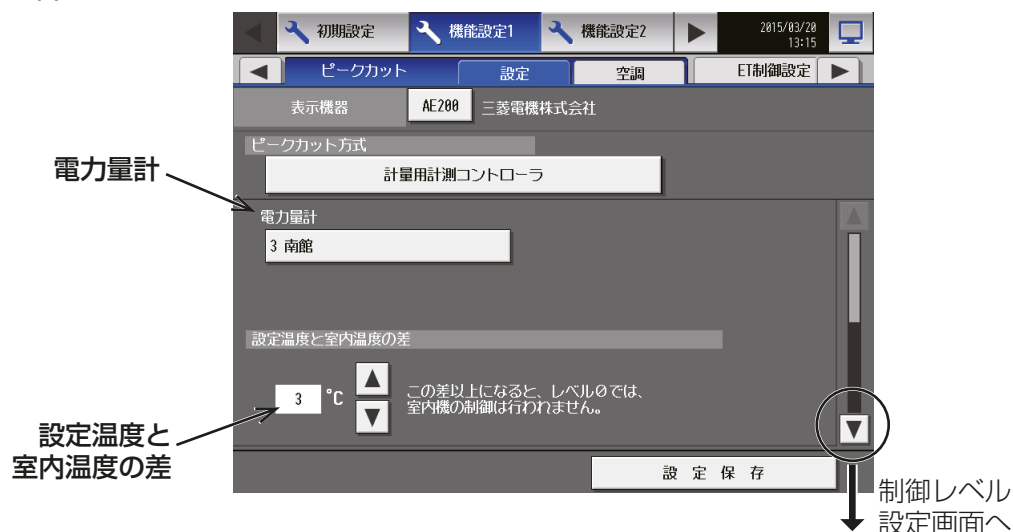 初期設定
機能設定1
機能設定2
2015/03/20
13:15
ピークカット
設定
空調
ET制御設定
表示機器
AE200
三菱電機株式会社
ピークカット方式
計量用計測コントローラ
電力量計
電力量計
3 南館
設定温度と室内温度の差
3
°C
この差以上になると、レベル0では、
室内機の制御は行われません。
設定温度と
室内温度の差
設 定 保 存
制御レベル
設定画面へ